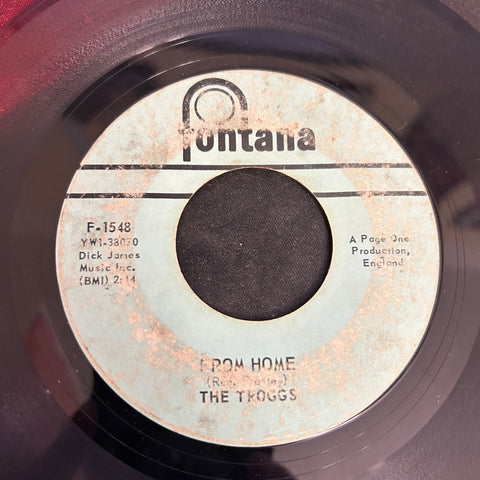 fontana
F-1548
YW1-38070
Dick James
Music Inc.
(BMI) 2:14
A Page One
Production,
England
FROM HOME
THE TROGGS